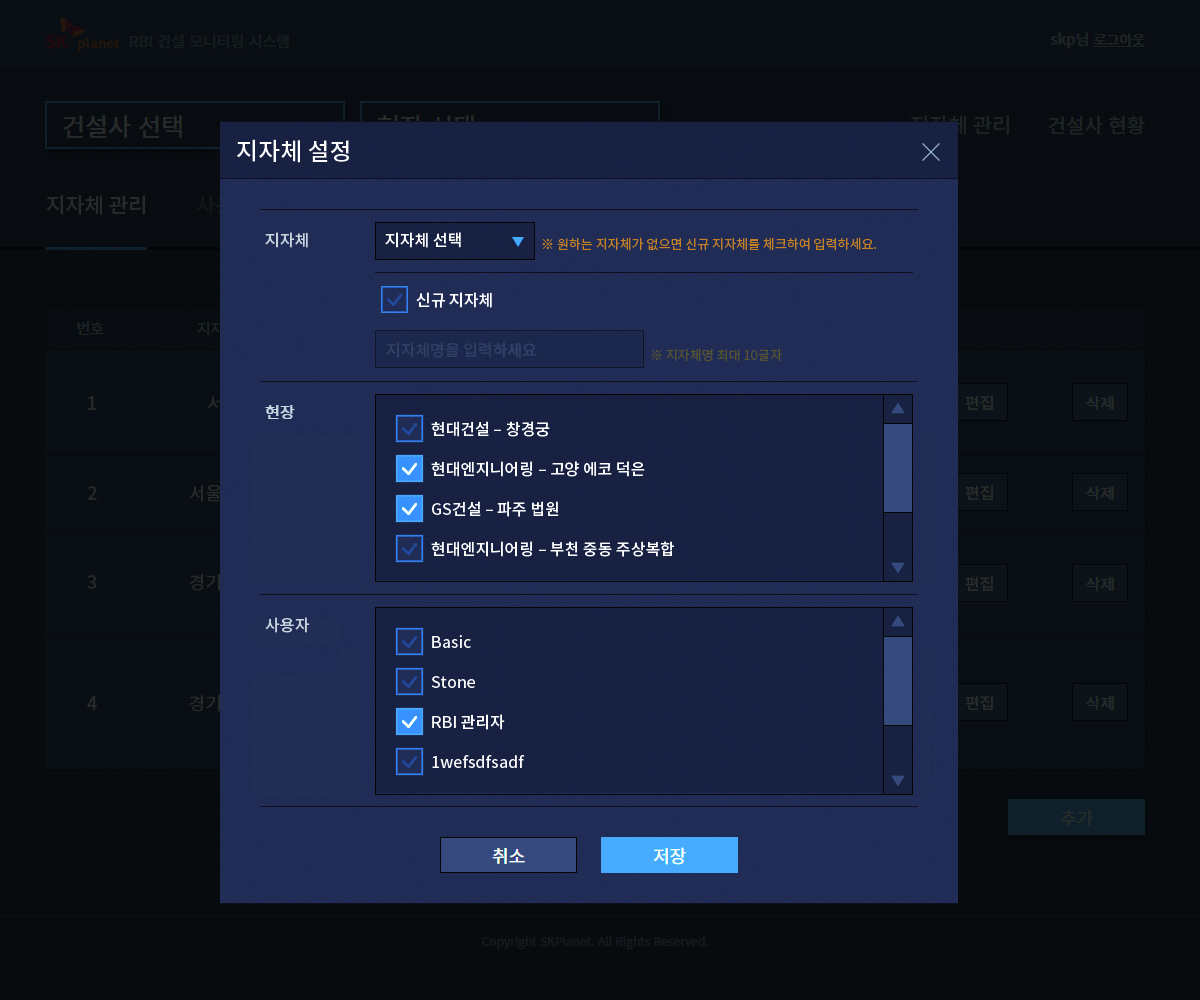 SK planet RBI 건설 모니터링 시스템
skp님 로그아웃
건설사 선택
현장 선택
지자체 관리
건설사 현황
지자체 관리
지자체 설정
지자체
지자체 선택
※ 원하는 지자체가 없으면 신규 지자체를 체크하여 입력하세요.
신규 지자체
지자체명을 입력하세요
※ 지자체명 최대 10글자
현장
현대건설 – 창경궁
현대엔지니어링 – 고양 에코 덕은
GS건설 – 파주 법원
현대엔지니어링 – 부천 중동 주상복합
사용자
Basic
Stone
RBI 관리자
1wefsdfsadf
취소
저장
번호
1
편집
삭제
2
서울
편집
삭제
3
경기
편집
삭제
4
경기
편집
삭제
추가
Copyright SKPlanet. All Rights Reserved.